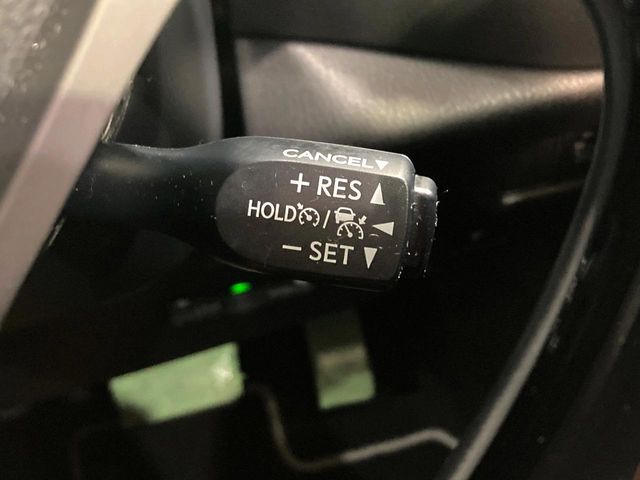 CANCEL
+ RES
HOLD /
− SET